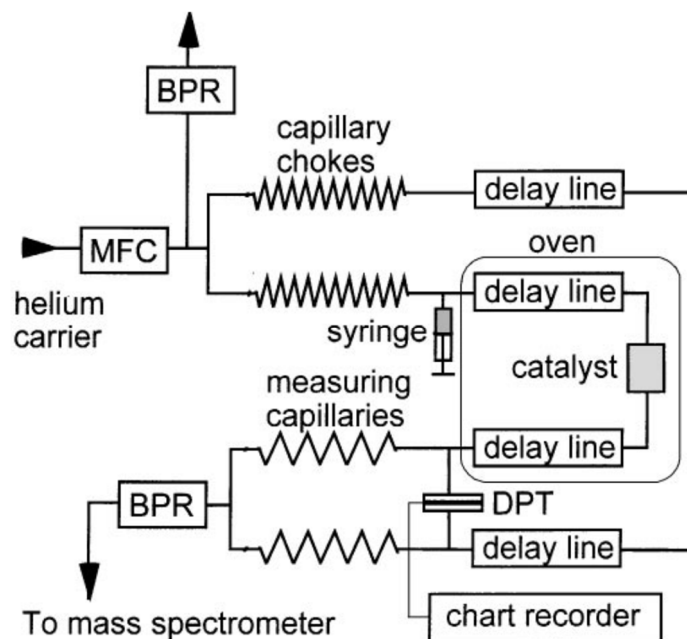 BPR
capillary
chokes
delay line
oven
MFC
helium
carrier
delay line
syringe
catalyst
measuring
capillaries
delay line
BPR
DPT
delay line
To mass spectrometer
chart recorder